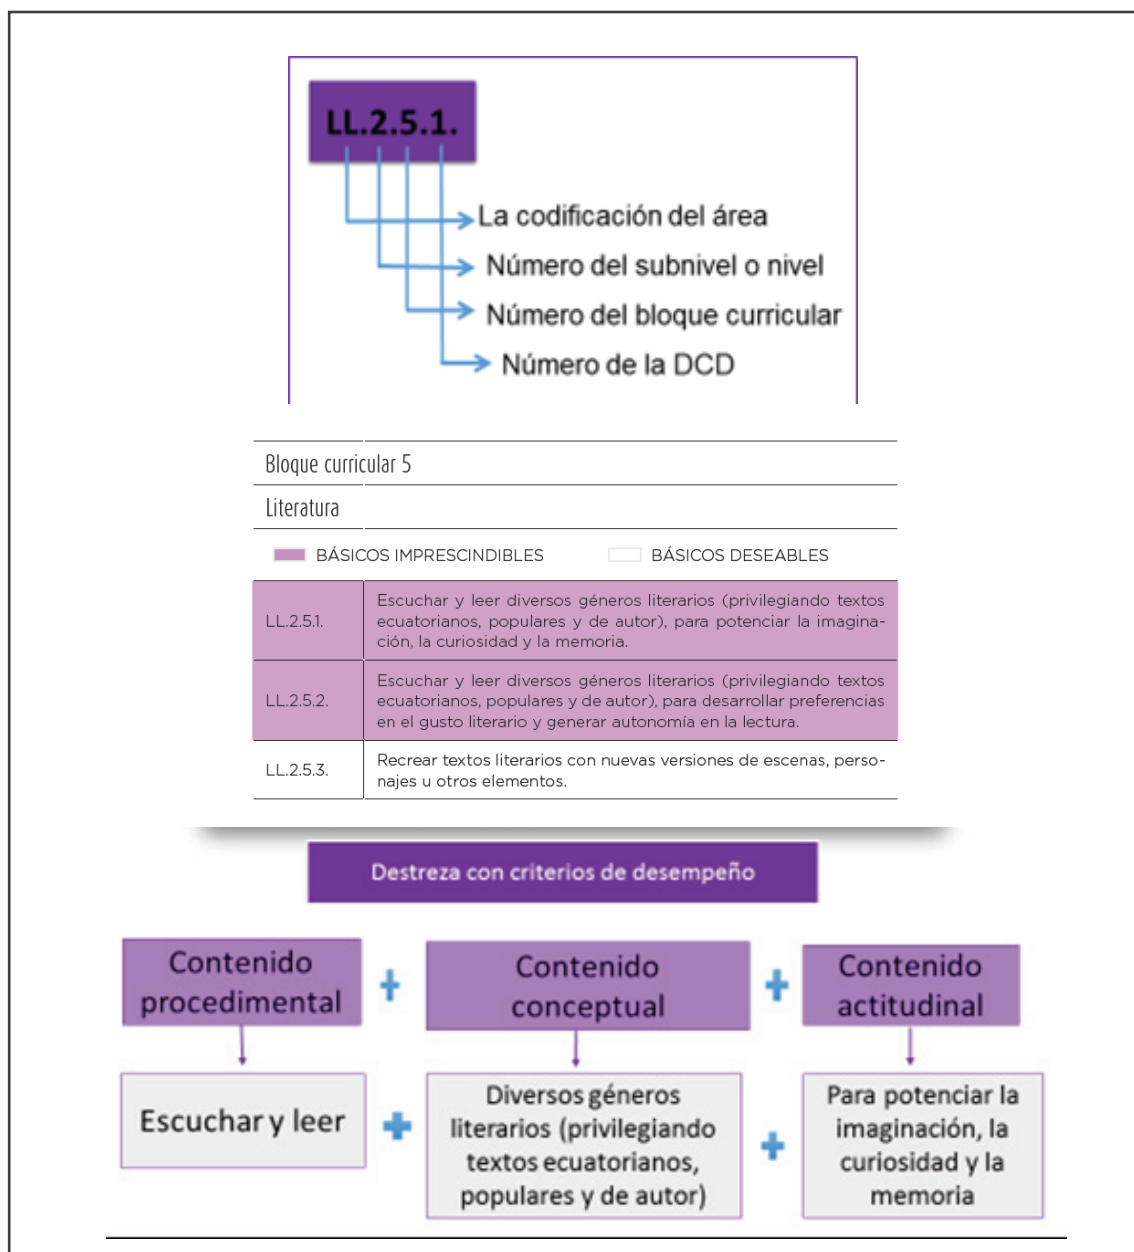 LL.2.5.1.
La codificación del área
Número del subnivel o nivel
Número del bloque curricular
Número de la DCD
Bloque curricular 5
Literatura
BÁSICOS IMPRESCINDIBLES BÁSICOS DESEABLES
LL.2.5.1.
Escuchar y leer diversos géneros literarios (privilegiando textos
ecuatorianos, populares y de autor), para potenciar la imagina-
ción, la curiosidad y la memoria.
LL.2.5.2.
Escuchar y leer diversos géneros literarios (privilegiando textos
ecuatorianos, populares y de autor), para desarrollar preferencias
en el gusto literario y generar autonomía en la lectura.
LL.2.5.3.
Recrear textos literarios con nuevas versiones de escenas, perso-
najes u otros elementos.
Destreza con criterios de desempeño
Contenido
procedimental
+
Contenido
conceptual
+
Contenido
actitudinal
Escuchar y leer
+
Diversos géneros
literarios (privilegiando
textos ecuatorianos,
populares y de autor)
+
Para potenciar la
imaginación, la
curiosidad y la
memoria